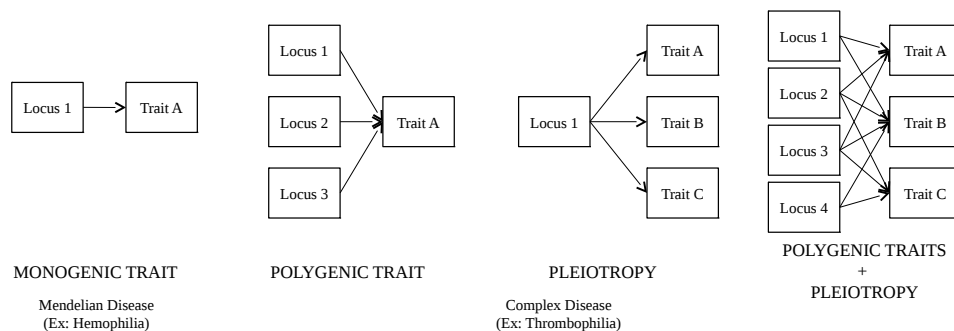 Locus 1
Trait A
MONOGENIC TRAIT
Mendelian Disease
(Ex: Hemophilia)
Locus 1
Locus 2
Locus 3
Trait A
POLYGENIC TRAIT
Locus 1
Trait A
Trait B
Trait C
PLEIOTROPY
Complex Disease
(Ex: Thrombophilia)
Locus 1
Locus 2
Locus 3
Locus 4
Trait A
Trait B
Trait C
POLYGENIC TRAITS
+
PLEIOTROPY